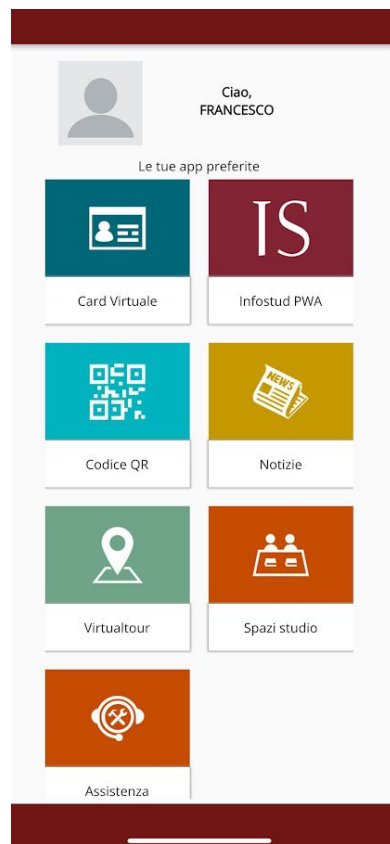 Ciao,
FRANCESCO
Le tue app preferite
IS
Card Virtuale
Infostud PWA
NEWS
Codice QR
Notizie
Virtualtour
Spazi studio
Assistenza